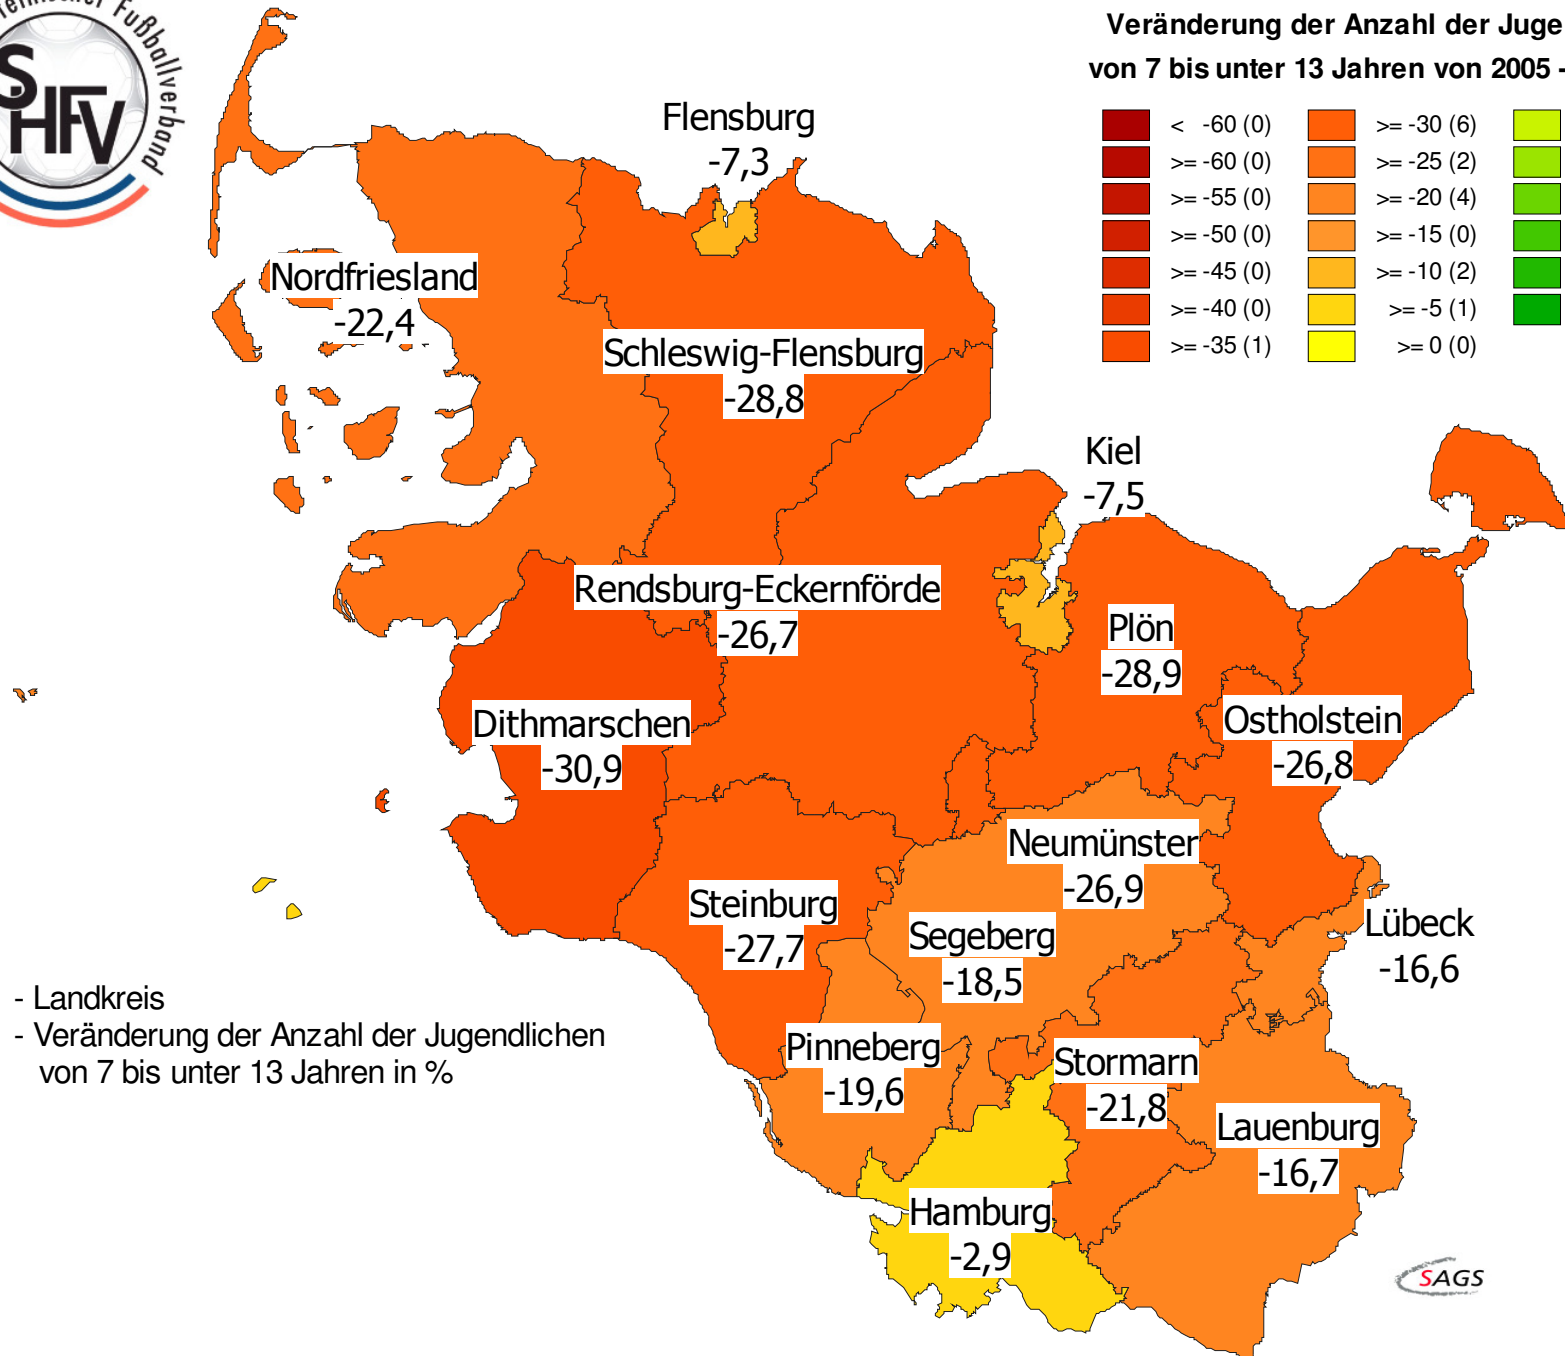 Fußballverband
SHFV
Veränderung der Anzahl der Juge
von 7 bis unter 13 Jahren von 2005 -
< -60 (0)
>= -60 (0)
>= -55 (0)
>= -50 (0)
>= -45 (0)
>= -40 (0)
>= -35 (1)
>= -30 (6)
>= -25 (2)
>= -20 (4)
>= -15 (0)
>= -10 (2)
>= -5 (1)
>= 0 (0)
Flensburg
-7,3
Nordfriesland
-22,4
Schleswig-Flensburg
-28,8
Kiel
-7,5
Rendsburg-Eckernförde
-26,7
Plön
-28,9
Dithmarschen
-30,9
Ostholstein
-26,8
Neumünster
-26,9
Steinburg
-27,7
Segeberg
-18,5
Lübeck
-16,6
- Landkreis
- Veränderung der Anzahl der Jugendlichen
von 7 bis unter 13 Jahren in %
Pinneberg
-19,6
Stormarn
-21,8
Lauenburg
-16,7
Hamburg
-2,9
SAGS